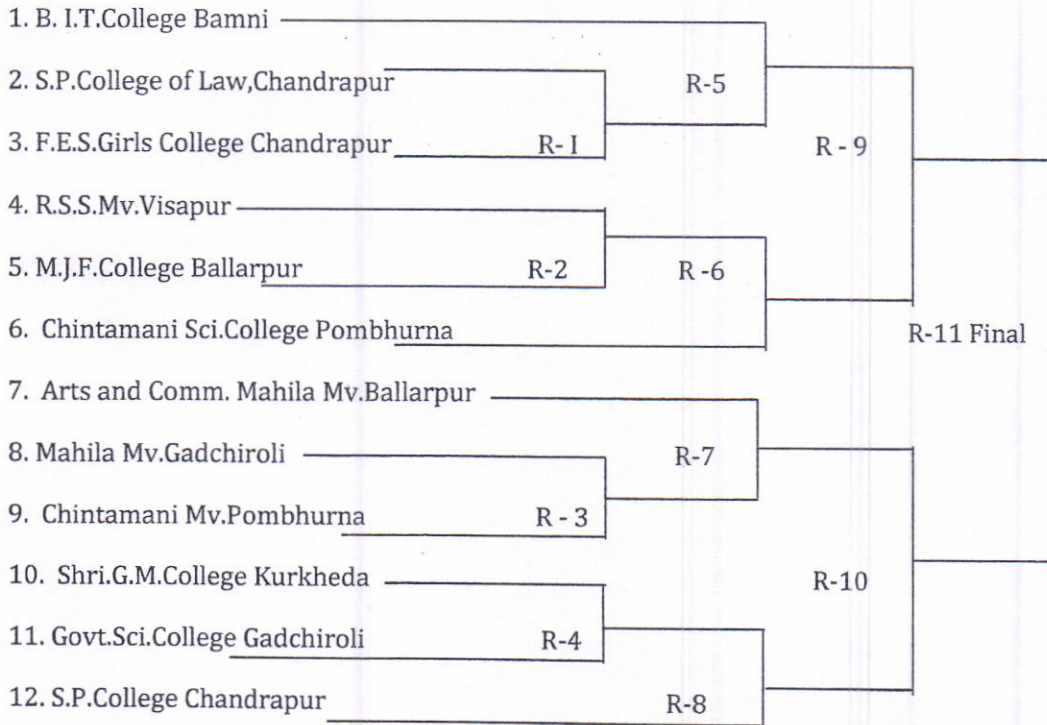 1. B. I.T.College Bamni
2. S.P.College of Law,Chandrapur
R-5
3. F.E.S.Girls College Chandrapur
R- I
R - 9
4. R.S.S.Mv.Visapur
5. M.J.F.College Ballarpur
R-2
R -6
6. Chintamani Sci.College Pombhurna
R-11 Final
7. Arts and Comm. Mahila Mv.Ballarpur
8. Mahila Mv.Gadchiroli
R-7
9. Chintamani Mv.Pombhurna
R - 3
10. Shri.G.M.College Kurkheda
R-10
11. Govt.Sci.College Gadchiroli
R-4
12. S.P.College Chandrapur
R-8